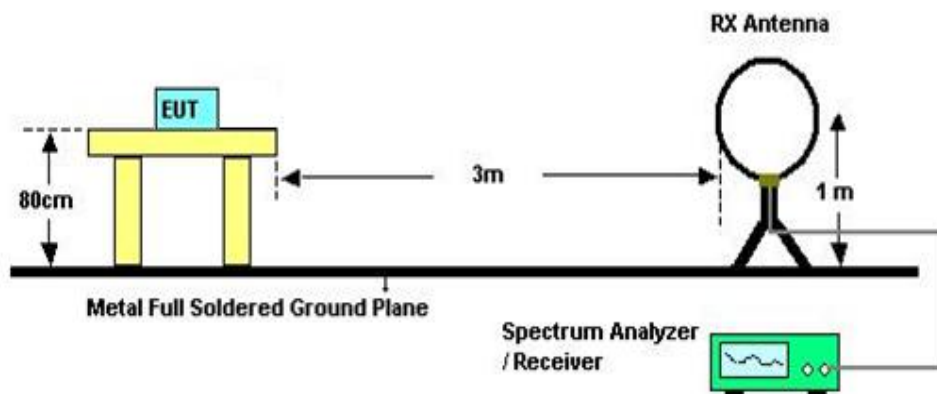 RX Antenna
EUT
80cm
3m
1 m
Metal Full Soldered Ground Plane
Spectrum Analyzer
/ Receiver